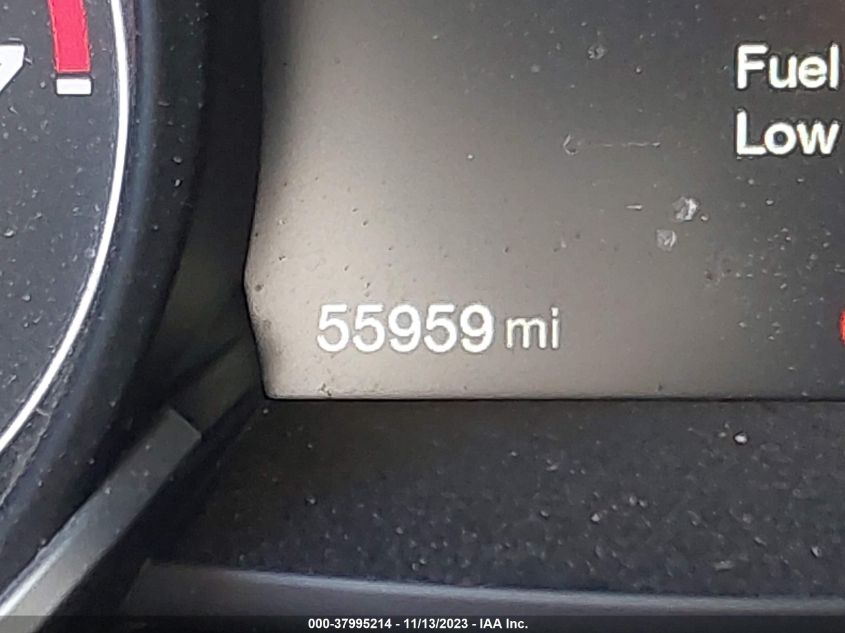 Fuel
Low
55959 mi
000-37995214 - 11/13/2023 - IAA Inc.